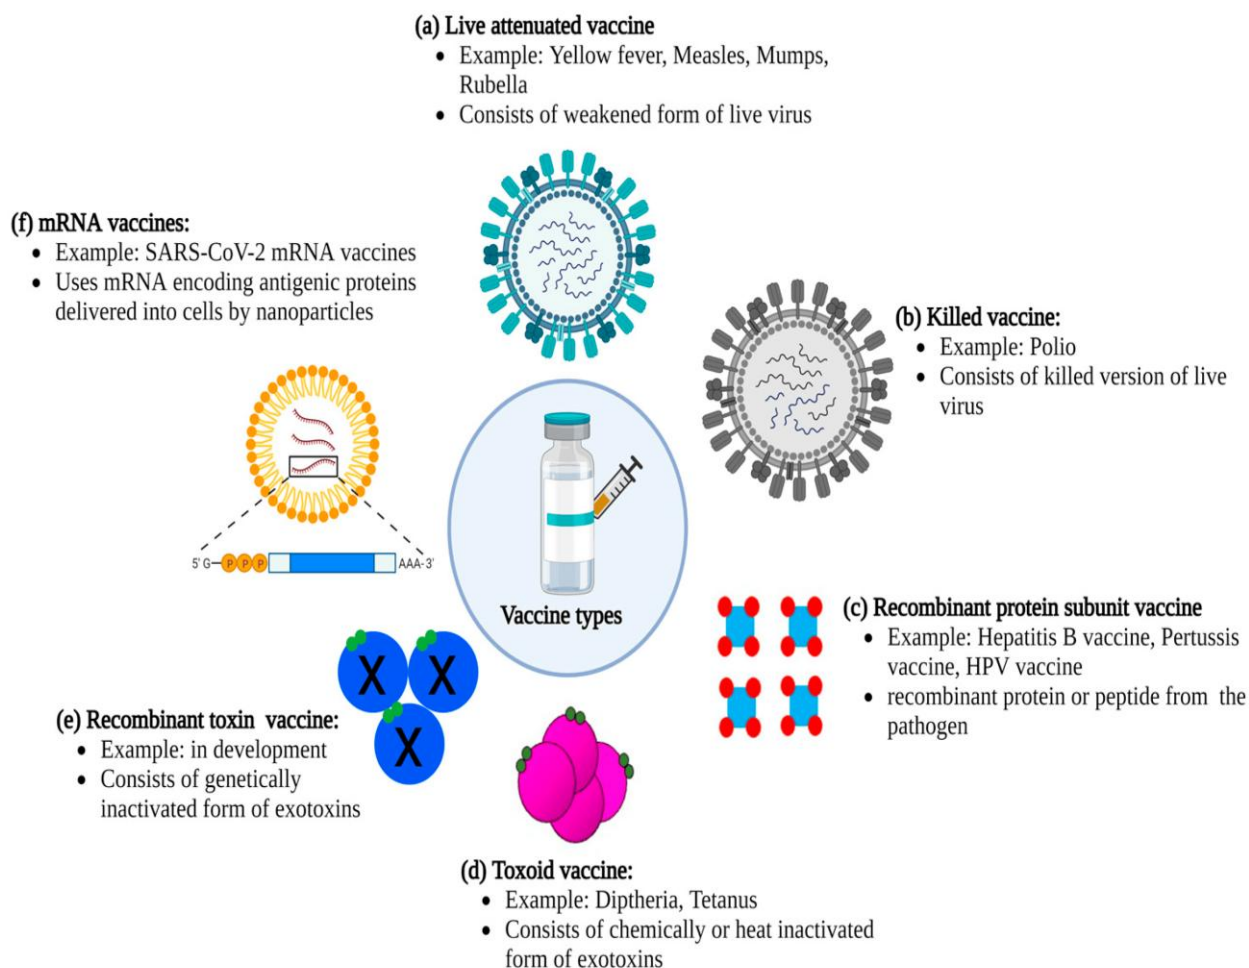 (a) Live attenuated vaccine
• Example: Yellow fever, Measles, Mumps,
Rubella
• Consists of weakened form of live virus
(f) mRNA vaccines:
• Example: SARS-CoV-2 mRNA vaccines
• Uses mRNA encoding antigenic proteins
delivered into cells by nanoparticles
(b) Killed vaccine:
• Example: Polio
• Consists of killed version of live
virus
5' G P P P AAA- 3'
Vaccine types
(c) Recombinant protein subunit vaccine
• Example: Hepatitis B vaccine, Pertussis
vaccine, HPV vaccine
• recombinant protein or peptide from the
pathogen
X X
X
(e) Recombinant toxin vaccine:
• Example: in development
• Consists of genetically
inactivated form of exotoxins
(d) Toxoid vaccine:
• Example: Diptheria, Tetanus
• Consists of chemically or heat inactivated
form of exotoxins